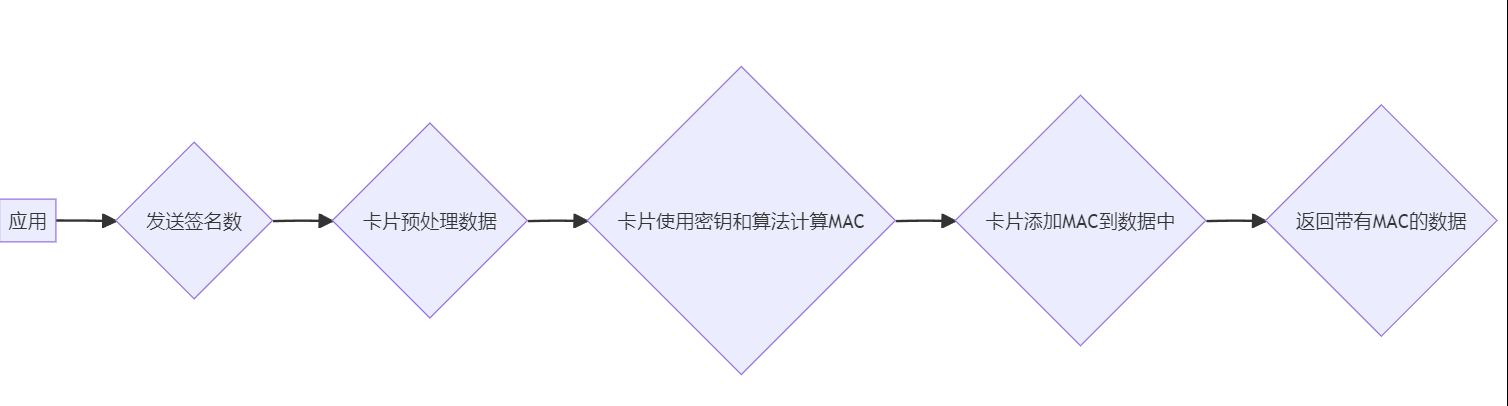 应用
发送签名数
卡片预处理数据
卡片使用密钥和算法计算MAC
卡片添加MAC到数据中
返回带有MAC的数据